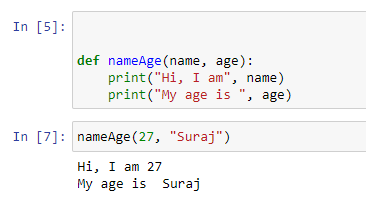 In [5]:
def nameAge(name, age):
    print("Hi, I am", name)
    print("My age is ", age)
In [7]: nameAge(27, "Suraj")
Hi, I am 27
My age is  Suraj